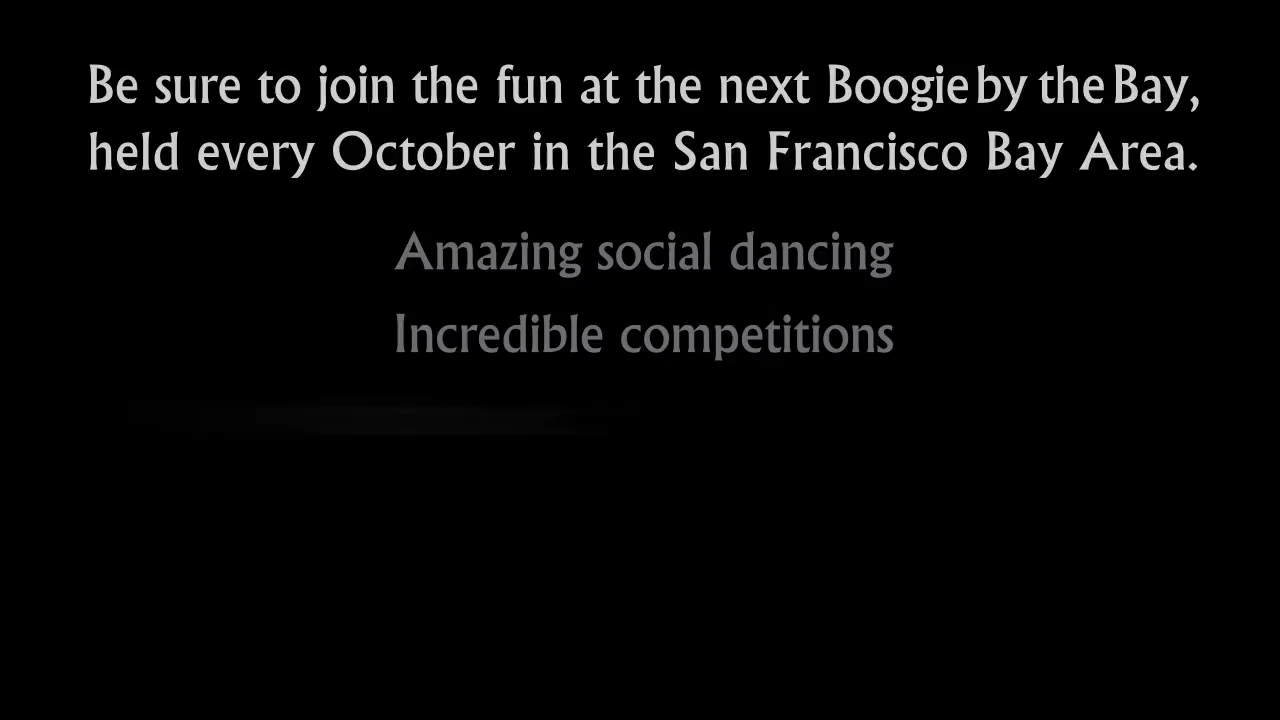 Be sure to join the fun at the next Boogie by the Bay,
held every October in the San Francisco Bay Area.
Amazing social dancing
Incredible competitions